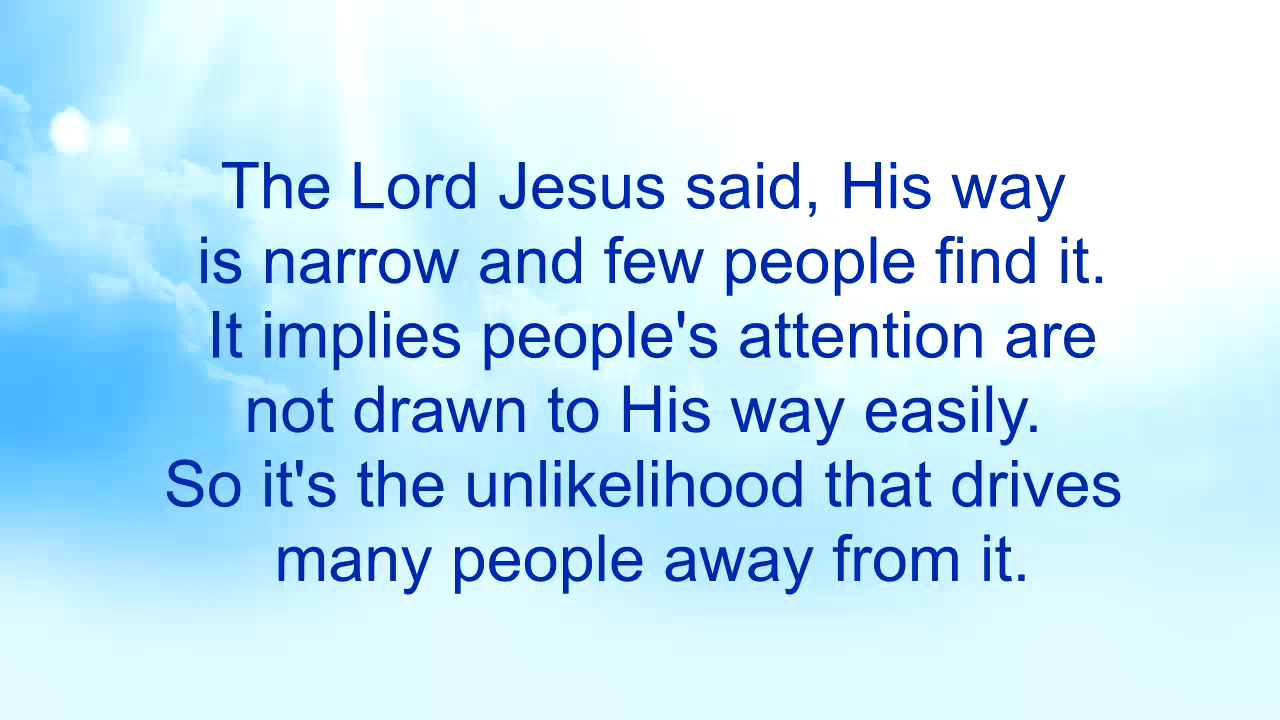 The Lord Jesus said, His way
is narrow and few people find it.
It implies people's attention are
not drawn to His way easily.
So it's the unlikelihood that drives
many people away from it.